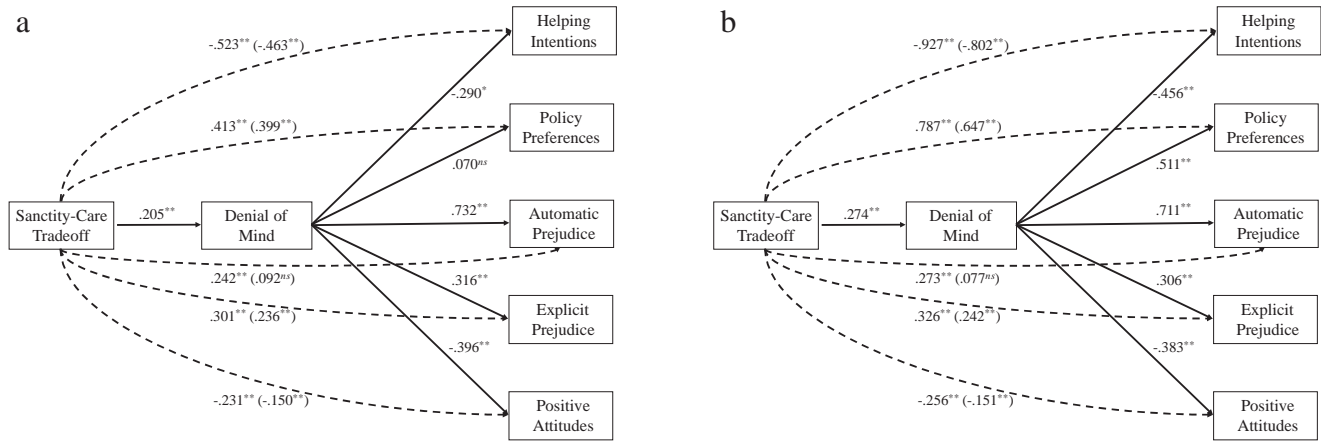 a
Helping
Intentions
-.523** (-.463**)
-.290*
Policy
Preferences
.413** (.399**)
.070ns
Sanctity-Care
Tradeoff
.205**
Denial of
Mind
.732**
Automatic
Prejudice
.242** (.092ns)
.316**
Explicit
Prejudice
.301** (.236**)
-.396**
Positive
Attitudes
-.231** (-.150**)
b
Helping
Intentions
-.927** (-.802**)
-.456**
Policy
Preferences
.787** (.647**)
.511**
Sanctity-Care
Tradeoff
.274**
Denial of
Mind
.711**
Automatic
Prejudice
.273** (.077ns)
.306**
Explicit
Prejudice
.326** (.242**)
-.383**
Positive
Attitudes
-.256** (-.151**)